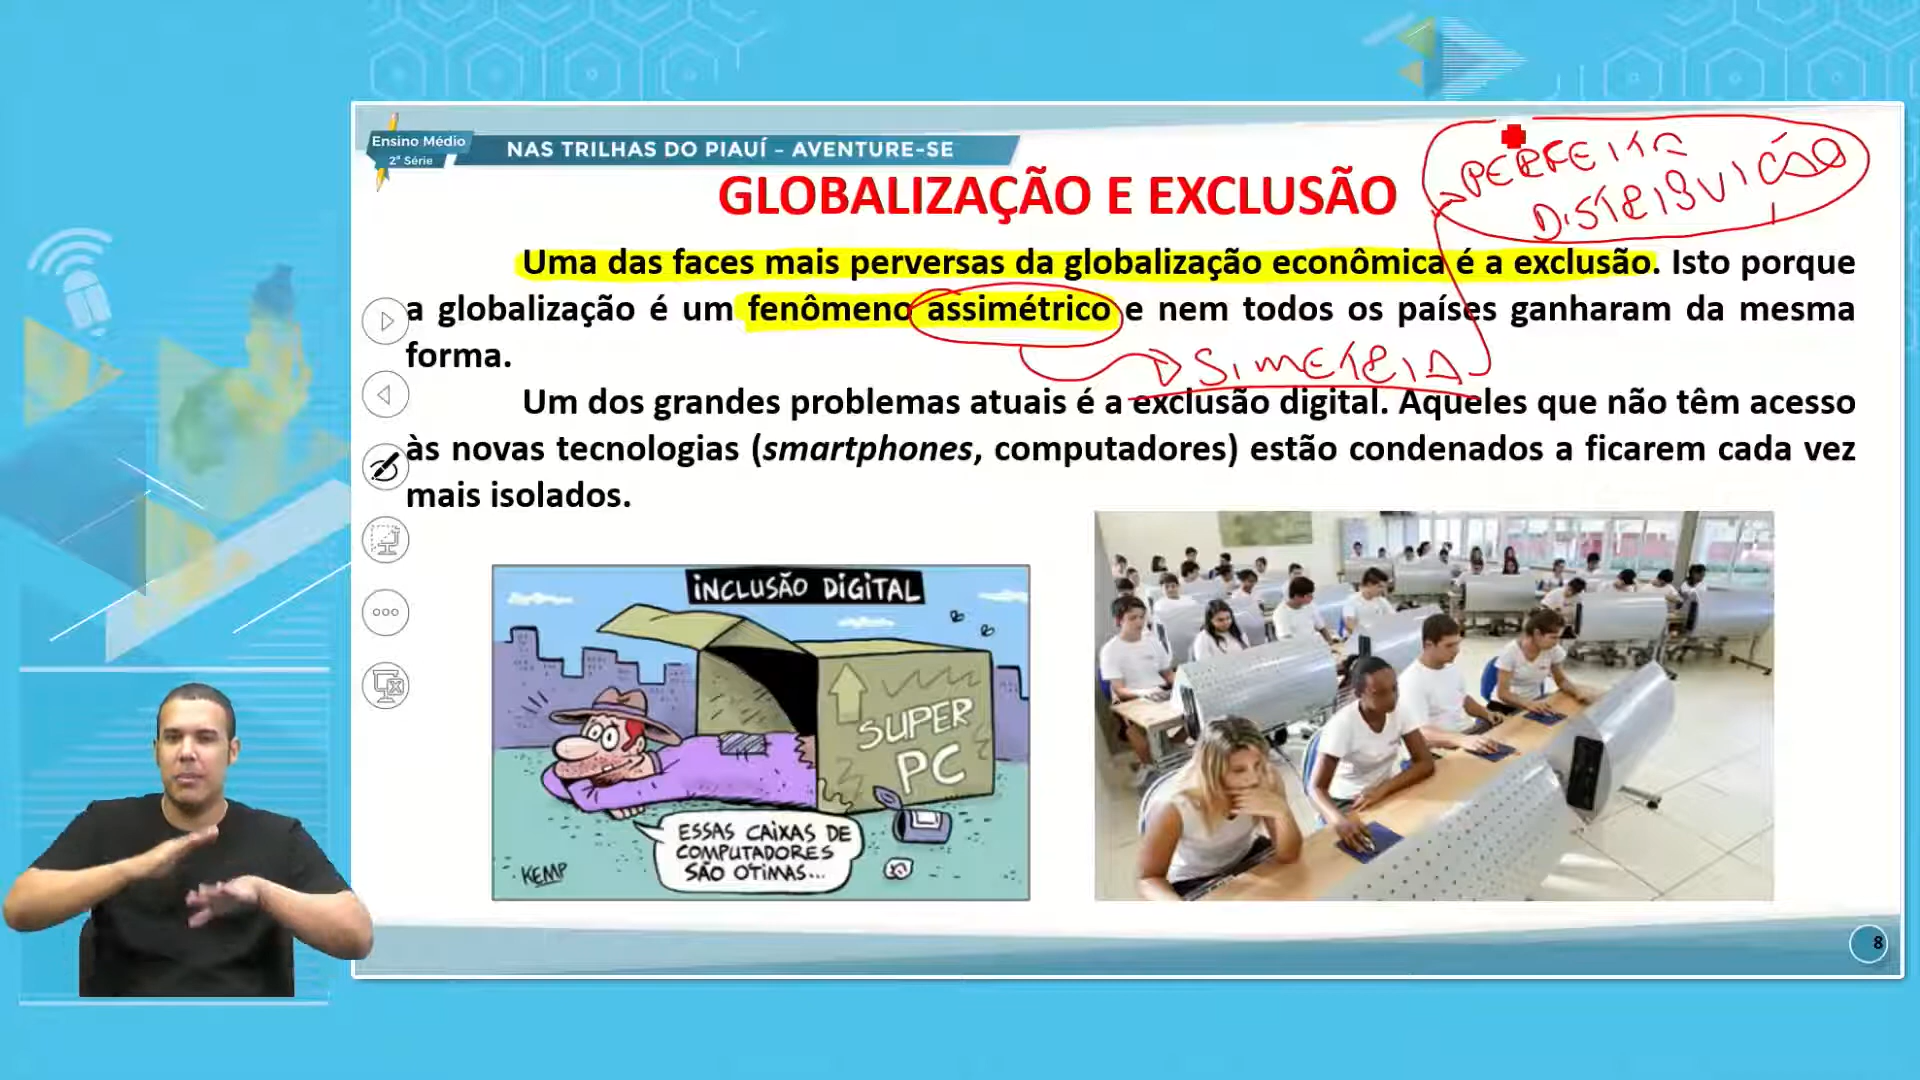 Ensino Médio
2ª Série
NAS TRILHAS DO PIAUÍ – AVENTURE-SE
PERFEITA
DISTRIBUIÇÃO
GLOBALIZAÇÃO E EXCLUSÃO
Uma das faces mais perversas da globalização econômica é a exclusão. Isto porque
a globalização é um fenômeno assimétrico e nem todos os países ganharam da mesma
forma.
SIMETRIA
Um dos grandes problemas atuais é a exclusão digital. Aqueles que não têm acesso
às novas tecnologias (smartphones, computadores) estão condenados a ficarem cada vez
mais isolados.
INCLUSÃO DIGITAL
SUPER
PC
ESSAS CAIXAS DE
COMPUTADORES
SÃO OTIMAS...
KEMP
8